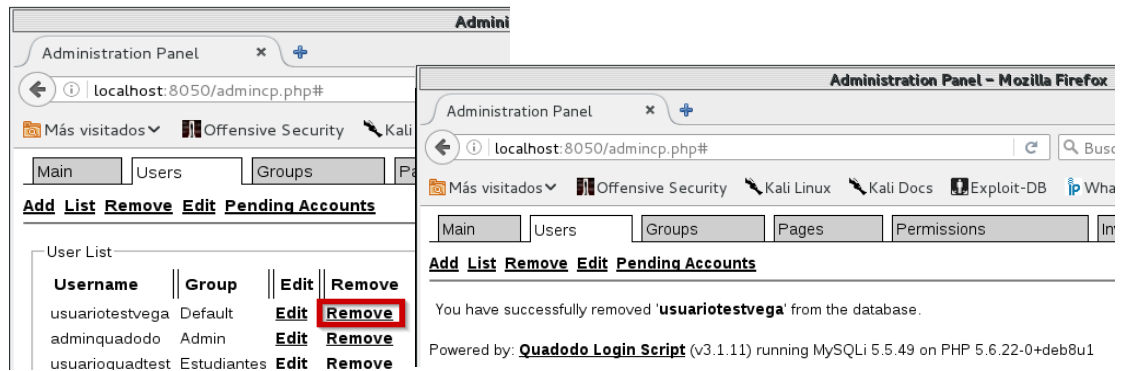 Admini
Administration Panel
localhost:8050/admincp.php#
Más visitados Offensive Security Kali
Main Users Groups Pa
Add List Remove Edit Pending Accounts
User List
Username Group Edit Remove
usuariotestvega Default Edit Remove
adminquadodo Admin Edit Remove
usuarioquadtest Estudiantes Edit Remove
Administration Panel - Mozilla Firefox
Administration Panel
localhost:8050/admincp.php# Busc
Más visitados Offensive Security Kali Linux Kali Docs Exploit-DB Wha
Main Users Groups Pages Permissions In
Add List Remove Edit Pending Accounts
You have successfully removed 'usuariotestvega' from the database.
Powered by: Quadodo Login Script (v3.1.11) running MySQLi 5.5.49 on PHP 5.6.22-0+deb8u1